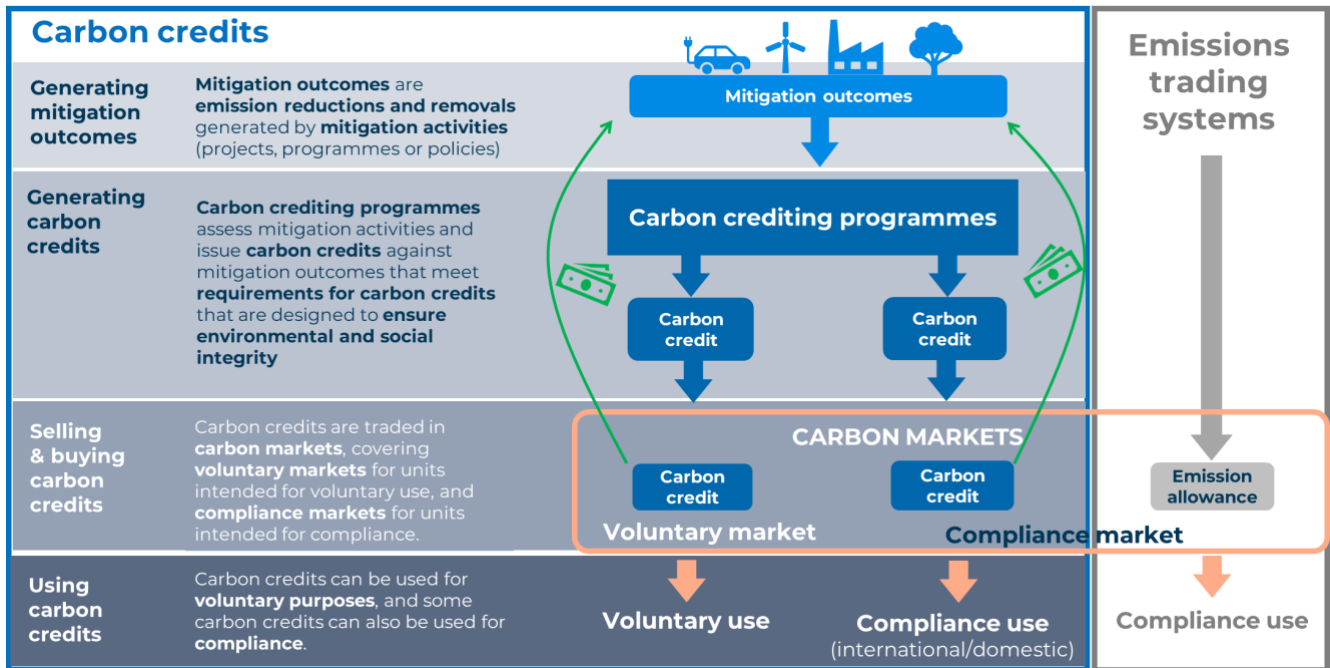 Carbon credits
Generating
mitigation
outcomes
Mitigation outcomes are
emission reductions and removals
generated by mitigation activities
(projects, programmes or policies)
Mitigation outcomes
Generating
carbon
credits
Carbon crediting programmes
assess mitigation activities and
issue carbon credits against
mitigation outcomes that meet
requirements for carbon credits
that are designed to ensure
environmental and social
integrity
Carbon crediting programmes
Carbon
credit
Carbon
credit
Selling
& buying
carbon
credits
Carbon credits are traded in
carbon markets, covering
voluntary markets for units
intended for voluntary use, and
compliance markets for units
intended for compliance.
CARBON MARKETS
Carbon
credit
Carbon
credit
Voluntary market
Compliance market
Using
carbon
credits
Carbon credits can be used for
voluntary purposes, and some
carbon credits can also be used for
compliance.
Voluntary use
Compliance use
(international/domestic)
Emissions
trading
systems
Emission
allowance
Compliance use